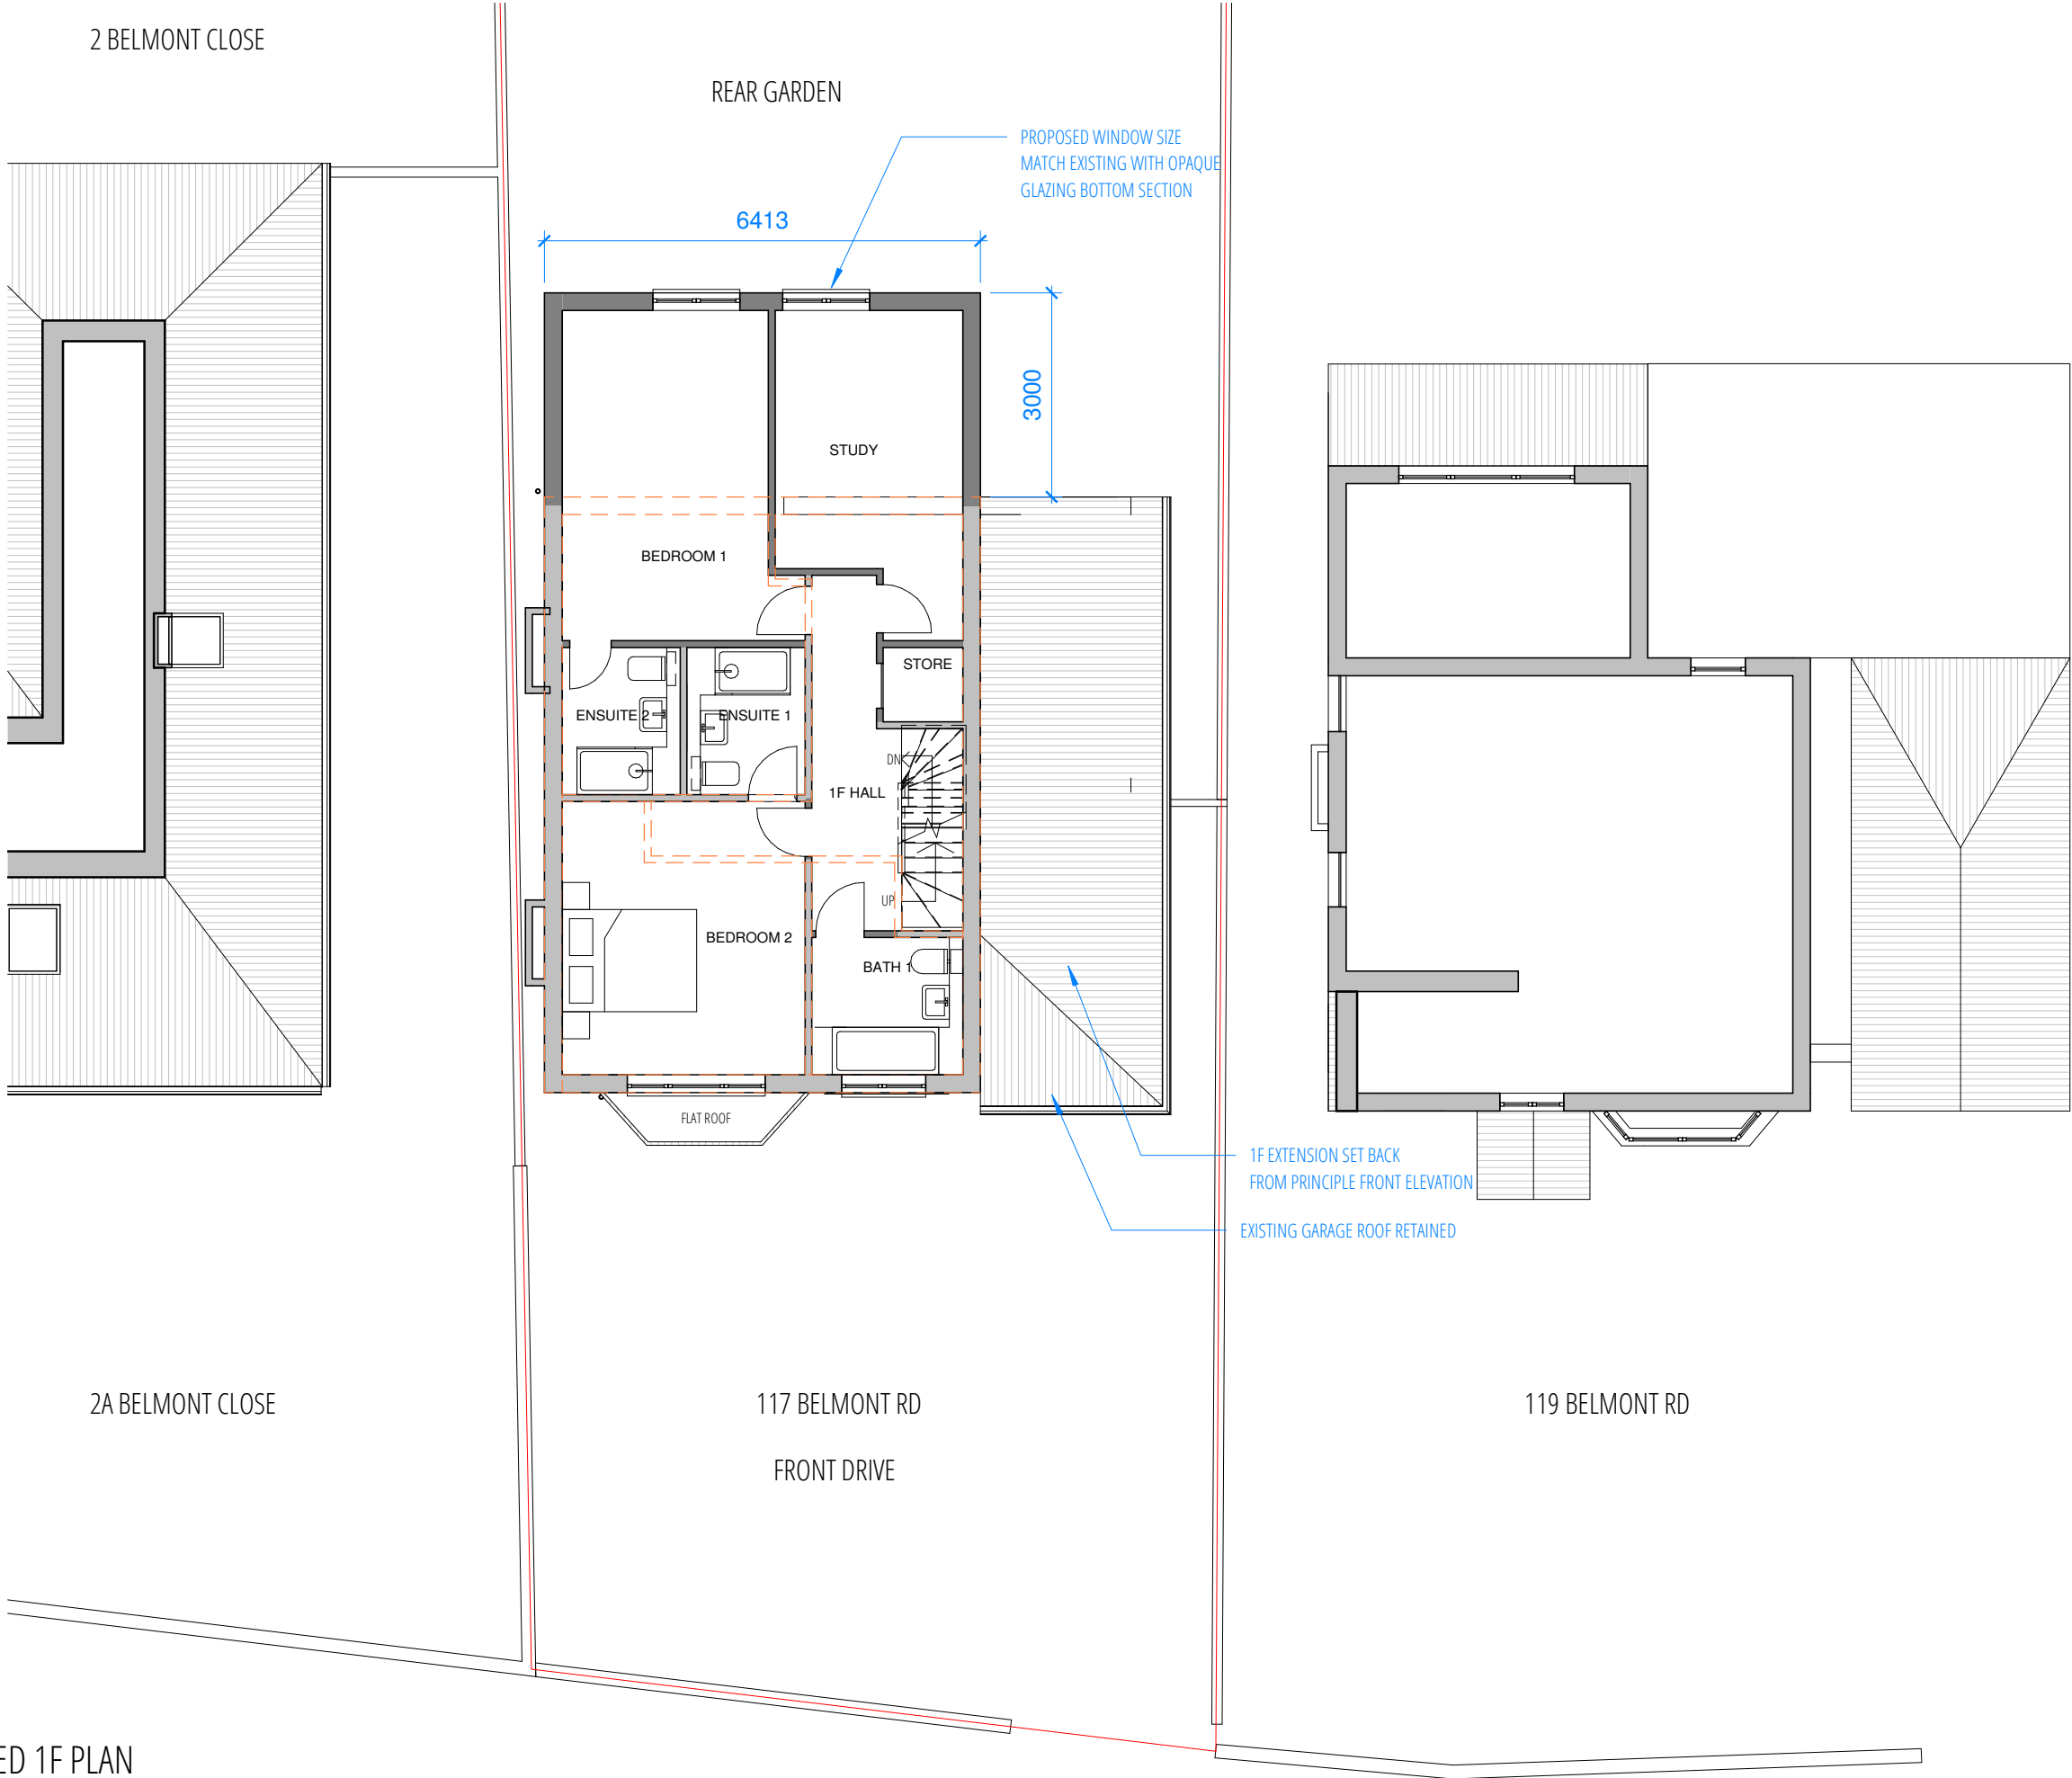 2 BELMONT CLOSE
REAR GARDEN
PROPOSED WINDOW SIZE
MATCH EXISTING WITH OPAQUE
GLAZING BOTTOM SECTION
6413
3000
STUDY
BEDROOM 1
STORE
ENSUITE 2
ENSUITE 1
DN
1F HALL
UP
BEDROOM 2
BATH 1
FLAT ROOF
1F EXTENSION SET BACK
FROM PRINCIPLE FRONT ELEVATION
EXISTING GARAGE ROOF RETAINED
2A BELMONT CLOSE
117 BELMONT RD
119 BELMONT RD
FRONT DRIVE
ED 1F PLAN